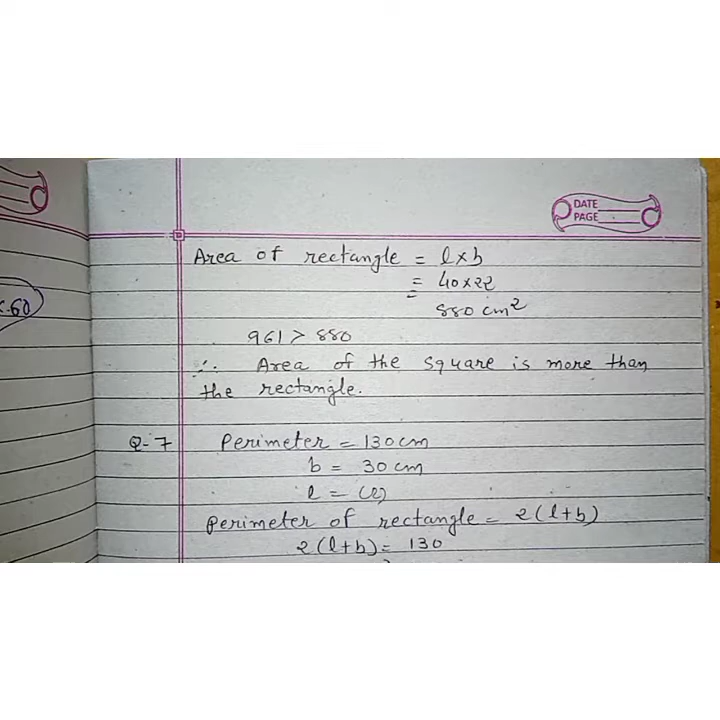 DATE
PAGE
Area of rectangle = l×b
= 40×22
= 880 cm²
961 > 880
∴ Area of the square is more than
the rectangle.
Q-7 Perimeter = 130cm
b = 30 cm
l = (l)
Perimeter of rectangle = 2(l+b)
2(l+b) = 130